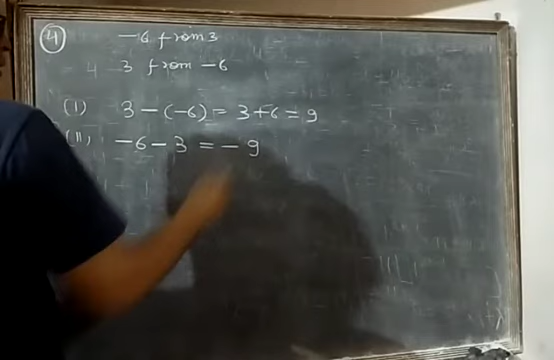 4 -6 from 3
3 from -6
(I) 3 - (-6) = 3+6 = 9
(II) -6 - 3 = - 9